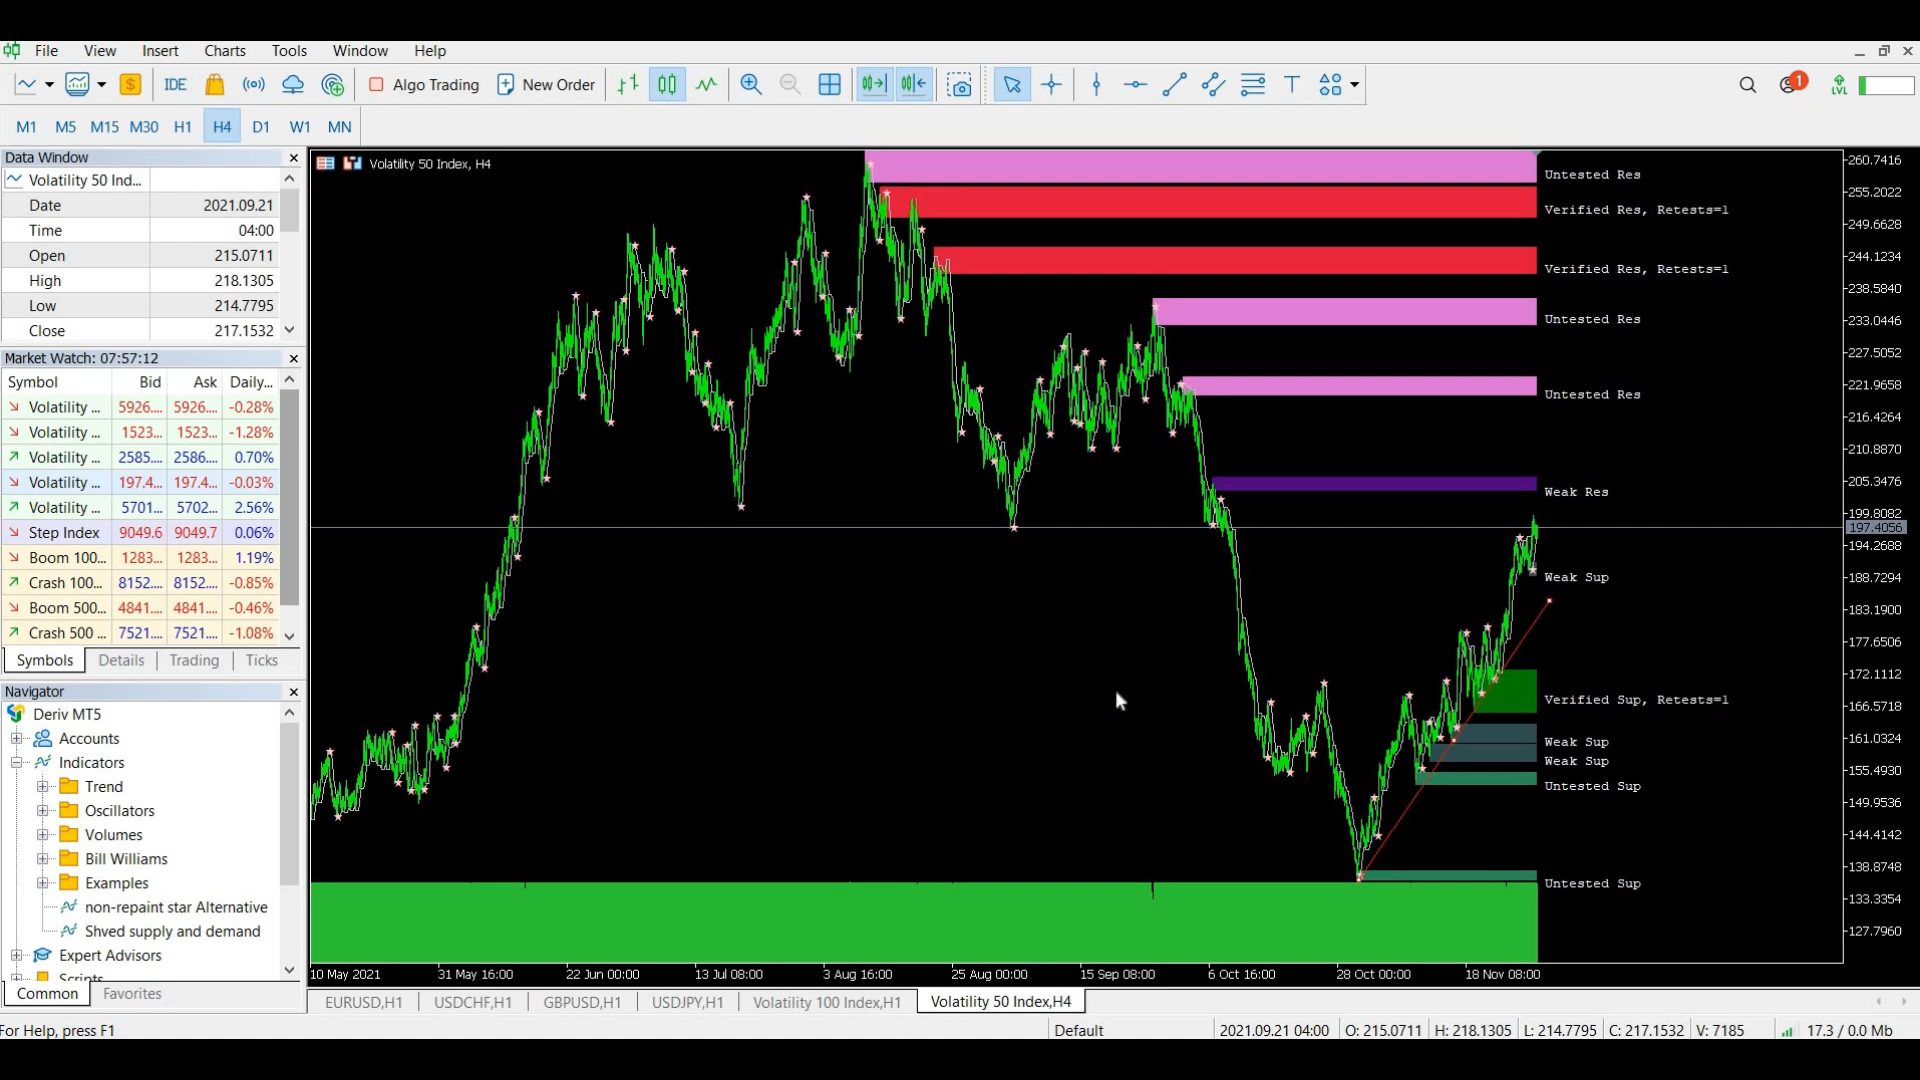 File View Insert Charts Tools Window Help
IDE Algo Trading New Order T 1 LVL
M1 M5 M15 M30 H1 H4 D1 W1 MN
Data Window
Volatility 50 Ind...
Date 2021.09.21
Time 04:00
Open 215.0711
High 218.1305
Low 214.7795
Close 217.1532
Market Watch: 07:57:12
Symbol Bid Ask Daily...
Volatility ... 5926.... 5926.... -0.28%
Volatility ... 1523.... 1523.... -1.28%
Volatility ... 2585.... 2586.... 0.70%
Volatility ... 197.4... 197.4... -0.03%
Volatility ... 5701.... 5702.... 2.56%
Step Index 9049.6 9049.7 0.06%
Boom 100... 1283.... 1283.... 1.19%
Crash 100... 8152.... 8152.... -0.85%
Boom 500... 4841.... 4841.... -0.46%
Crash 500 ... 7521.... 7521.... -1.08%
Symbols Details Trading Ticks
Navigator
Deriv MT5
Accounts
Indicators
Trend
Oscillators
Volumes
Bill Williams
Examples
non-repaint star Alternative
Shved supply and demand
Expert Advisors
Scripts
Common Favorites
Volatility 50 Index, H4
Untested Res
Verified Res, Retests=1
Verified Res, Retests=1
Untested Res
Untested Res
Weak Res
Weak Sup
Verified Sup, Retests=1
Weak Sup
Weak Sup
Untested Sup
Untested Sup
260.7416
255.2022
249.6628
244.1234
238.5840
233.0446
227.5052
221.9658
216.4264
210.8870
205.3476
199.8082
197.4056
194.2688
188.7294
183.1900
177.6506
172.1112
166.5718
161.0324
155.4930
149.9536
144.4142
138.8748
133.3354
127.7960
10 May 2021 31 May 16:00 22 Jun 00:00 13 Jul 08:00 3 Aug 16:00 25 Aug 00:00 15 Sep 08:00 6 Oct 16:00 28 Oct 00:00 18 Nov 08:00
EURUSD,H1 USDCHF,H1 GBPUSD,H1 USDJPY,H1 Volatility 100 Index,H1 Volatility 50 Index,H4
For Help, press F1 Default 2021.09.21 04:00 O: 215.0711 H: 218.1305 L: 214.7795 C: 217.1532 V: 7185 17.3 / 0.0 Mb